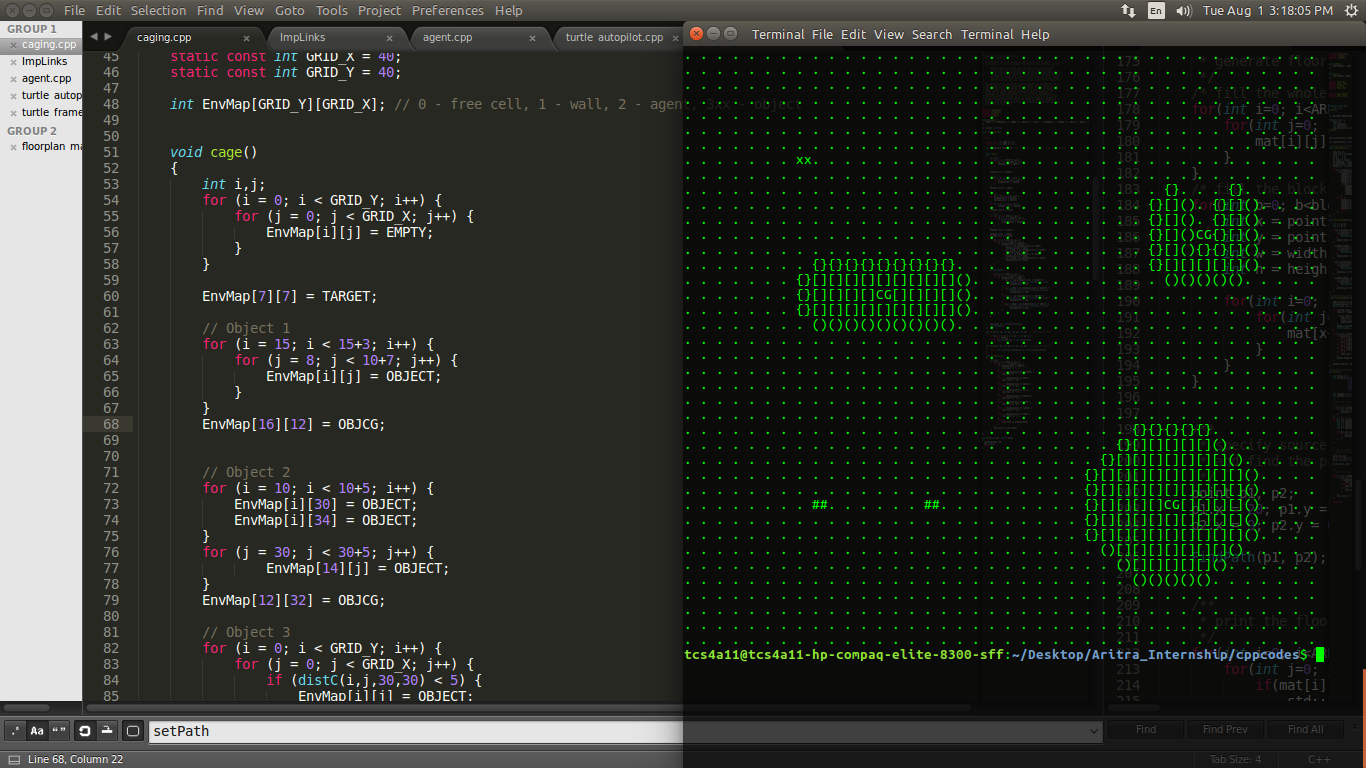 File Edit Selection Find View Goto Tools Project Preferences Help
En Tue Aug 1 3:18:05 PM
GROUP 1
caging.cpp
ImpLinks
agent.cpp
turtle autop
turtle frame
GROUP 2
floorplan ma
caging.cpp ImpLinks agent.cpp turtle autopilot.cpp
45 static const int GRID_X = 40;
46 static const int GRID_Y = 40;
47
48 int EnvMap[GRID_Y][GRID_X]; // 0 - free cell, 1 - wall, 2 - agent, 3xx - object
49
50
51 void cage()
52 {
53 int i,j;
54 for (i = 0; i < GRID_Y; i++) {
55 for (j = 0; j < GRID_X; j++) {
56 EnvMap[i][j] = EMPTY;
57 }
58 }
59
60 EnvMap[7][7] = TARGET;
61
62 // Object 1
63 for (i = 15; i < 15+3; i++) {
64 for (j = 8; j < 10+7; j++) {
65 EnvMap[i][j] = OBJECT;
66 }
67 }
68 EnvMap[16][12] = OBJCG;
69
70
71 // Object 2
72 for (i = 10; i < 10+5; i++) {
73 EnvMap[i][30] = OBJECT;
74 EnvMap[i][34] = OBJECT;
75 }
76 for (j = 30; j < 30+5; j++) {
77 EnvMap[14][j] = OBJECT;
78 }
79 EnvMap[12][32] = OBJCG;
80
81 // Object 3
82 for (i = 0; i < GRID_Y; i++) {
83 for (j = 0; j < GRID_X; j++) {
84 if (distC(i,j,30,30) < 5) {
85 EnvMap[i][j] = OBJECT;
Terminal File Edit View Search Terminal Help
xx
{} {}
{}[](). {}[]()
{}[](). {}[]()
{}[]()CG{}[]()
{}[](){}{}[]()
{}[][][][][]()
()()()()()
{}{}{}{}{}{}{}{}{}
{}[][][][][][][][][]()
{}[][][][]CG[][][][]()
{}[][][][][][][][][]()
()()()()()()()()()
{}{}{}{}{}
{}[][][][][]()
{}[][][][][][][]()
{}[][][][][][][][][]()
{}[][][][][][][][][]()
## ## {}[][][][]CG[][][][]()
{}[][][][][][][][][]()
{}[][][][][][][][][]()
()[][][][][][][]()
()[][][][][]()
()()()()()
tcs4a11@tcs4a11-hp-compaq-elite-8300-sff:~/Desktop/Aritra_Internship/cppcodes$
setPath
Find Find Prev Find All
Line 68, Column 22
Tab Size: 4 C++